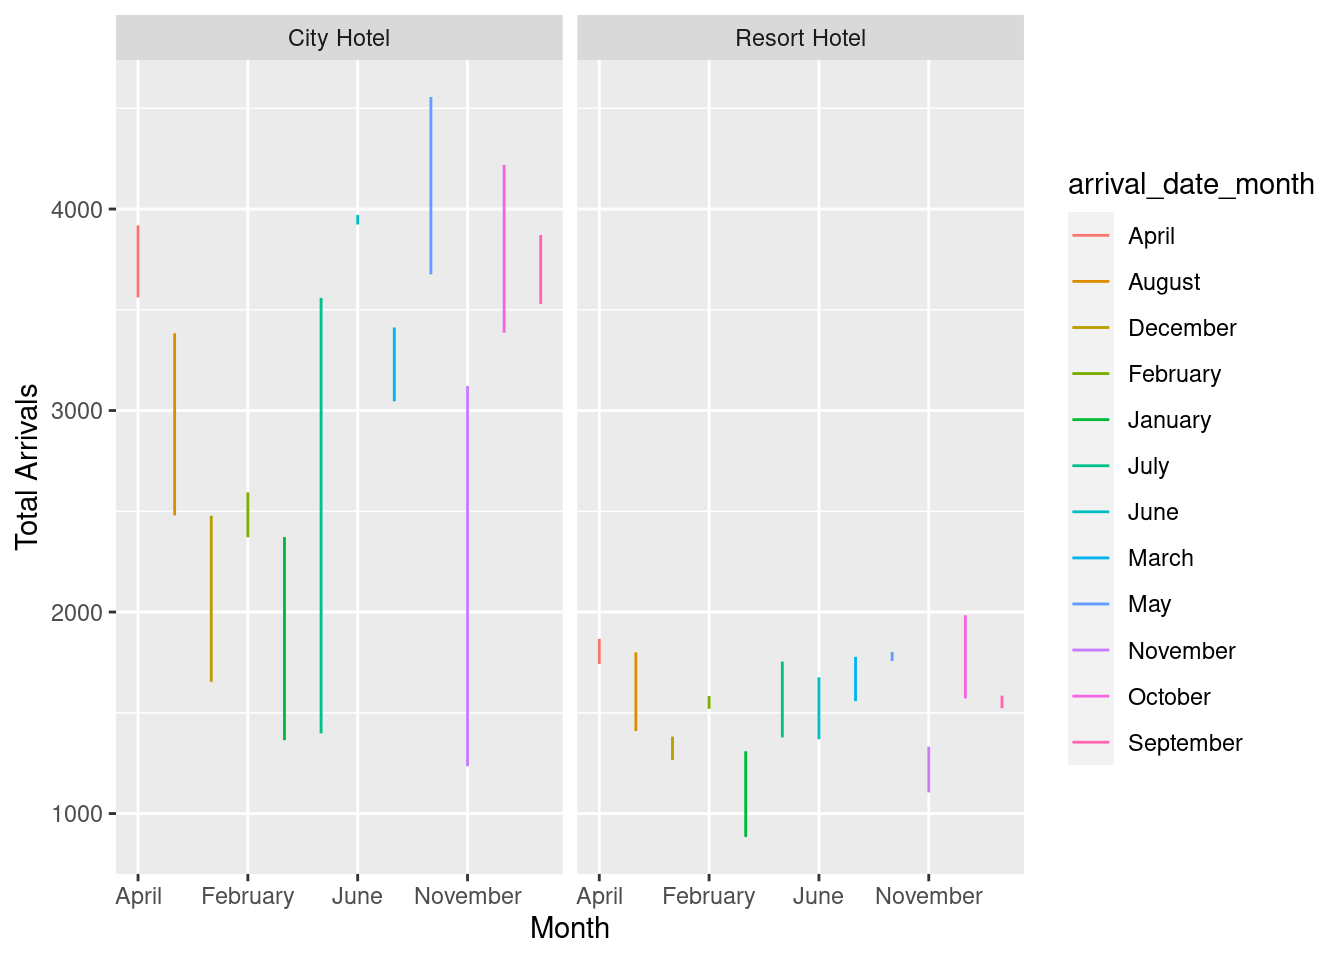 City Hotel
Resort Hotel
Total Arrivals
4000
3000
2000
1000
April February June November
April February June November
Month
arrival_date_month
April
August
December
February
January
July
June
March
May
November
October
September